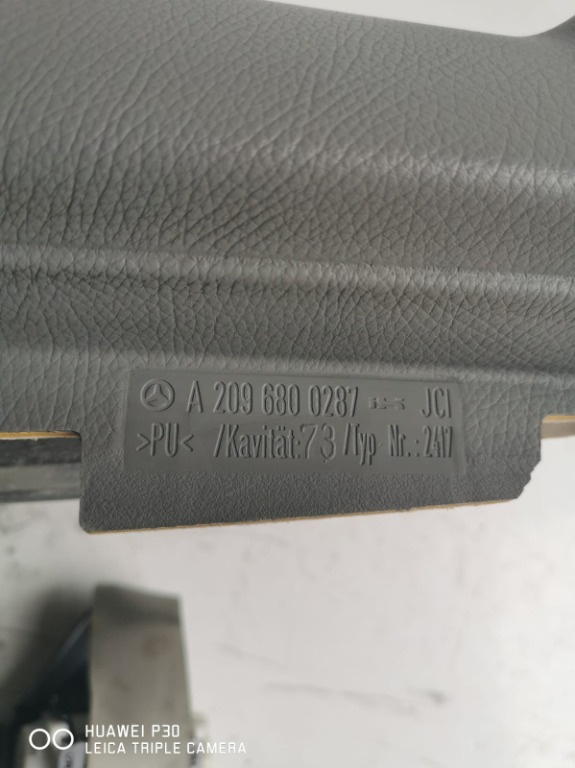 A 209 680 0287 JCI
>PU< /Kavität:73 /Typ Nr.: 2417
HUAWEI P30
LEICA TRIPLE CAMERA